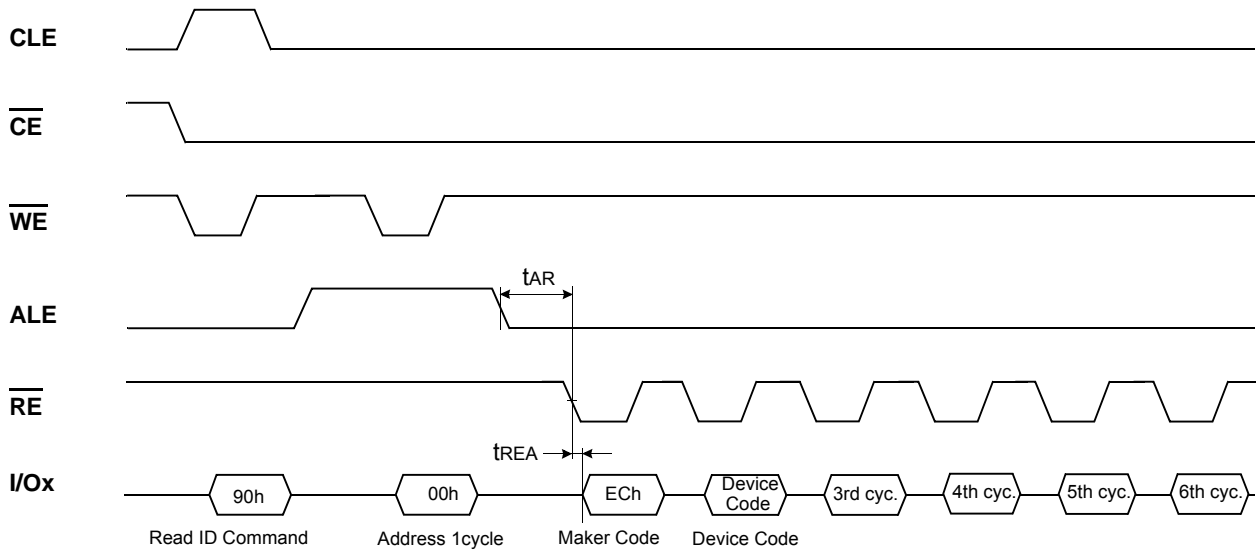 CLE
CE
WE
ALE
tAR
RE
tREA
I/Ox
90h
00h
ECh
Device
Code
3rd cyc.
4th cyc.
5th cyc.
6th cyc.
Read ID Command
Address 1cycle
Maker Code
Device Code